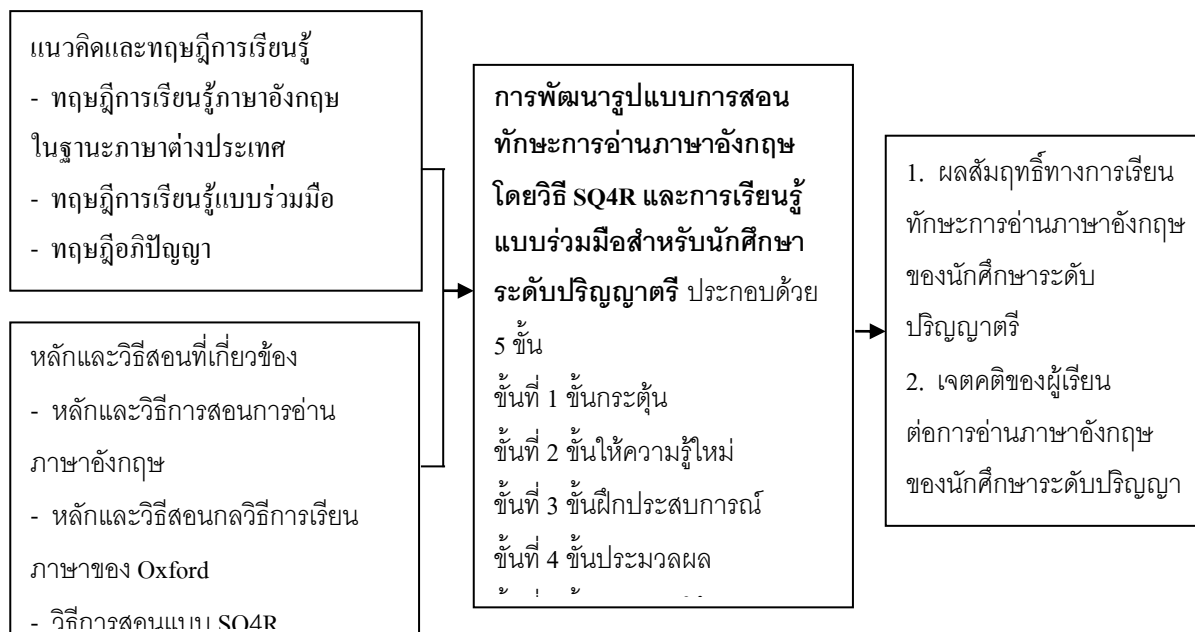 แนวคิดและทฤษฎีการเรียนรู้
- ทฤษฎีการเรียนรู้ภาษาอังกฤษ
ในฐานะภาษาต่างประเทศ
- ทฤษฎีการเรียนรู้แบบร่วมมือ
- ทฤษฎีอภิปัญญา
หลักและวิธีสอนที่เกี่ยวข้อง
- หลักและวิธีการสอนการอ่าน
ภาษาอังกฤษ
- หลักและวิธีสอนกลวิธีการเรียน
ภาษาของ Oxford
- วิธีการสอนแบบ SQ4R
การพัฒนารูปแบบการสอน
ทักษะการอ่านภาษาอังกฤษ
โดยวิธี SQ4R และการเรียนรู้
แบบร่วมมือสำหรับนักศึกษา
ระดับปริญญาตรี ประกอบด้วย
5 ขั้น
ขั้นที่ 1 ขั้นกระตุ้น
ขั้นที่ 2 ขั้นให้ความรู้ใหม่
ขั้นที่ 3 ขั้นฝึกประสบการณ์
ขั้นที่ 4 ขั้นประมวลผล
1. ผลสัมฤทธิ์ทางการเรียน
ทักษะการอ่านภาษาอังกฤษ
ของนักศึกษาระดับ
ปริญญาตรี
2. เจตคติของผู้เรียน
ต่อการอ่านภาษาอังกฤษ
ของนักศึกษาระดับปริญญา